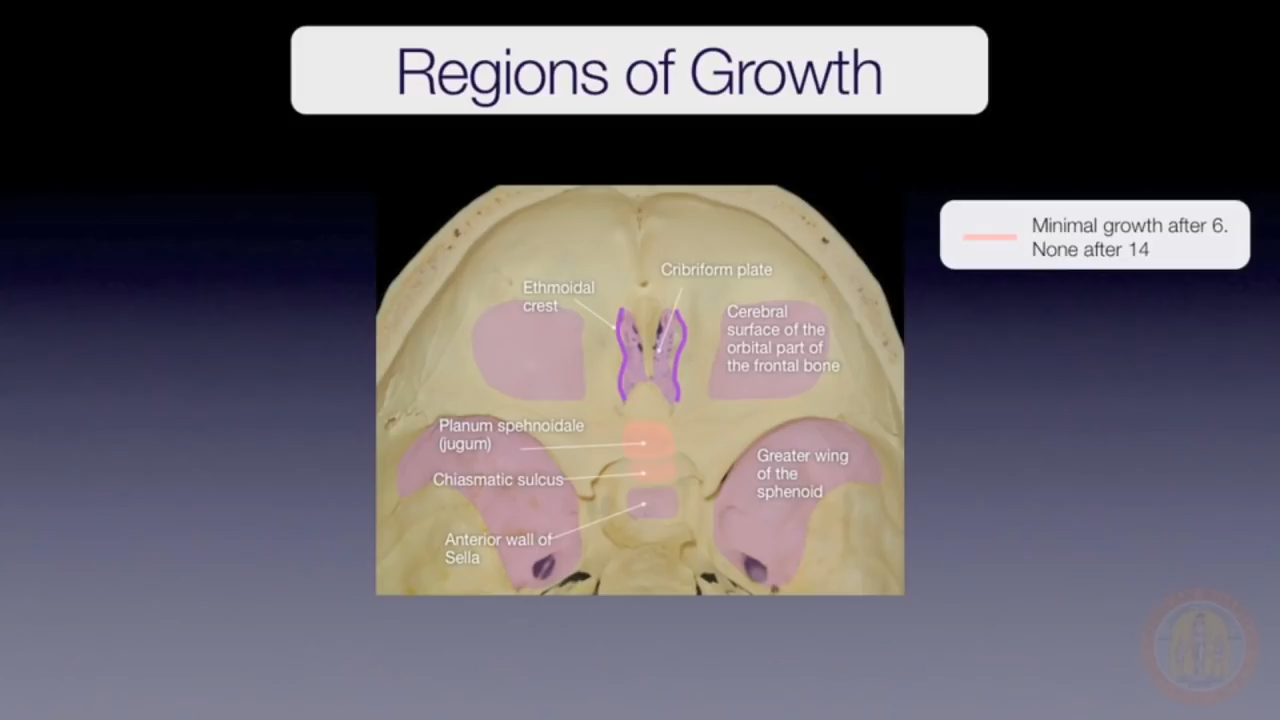 Regions of Growth
Minimal growth after 6.
None after 14
Cribriform plate
Ethmoidal
crest
Cerebral
surface of the
orbital part of
the frontal bone
Planum spehnoidale
(jugum)
Chiasmatic sulcus
Greater wing
of the
sphenoid
Anterior wall of
Sella